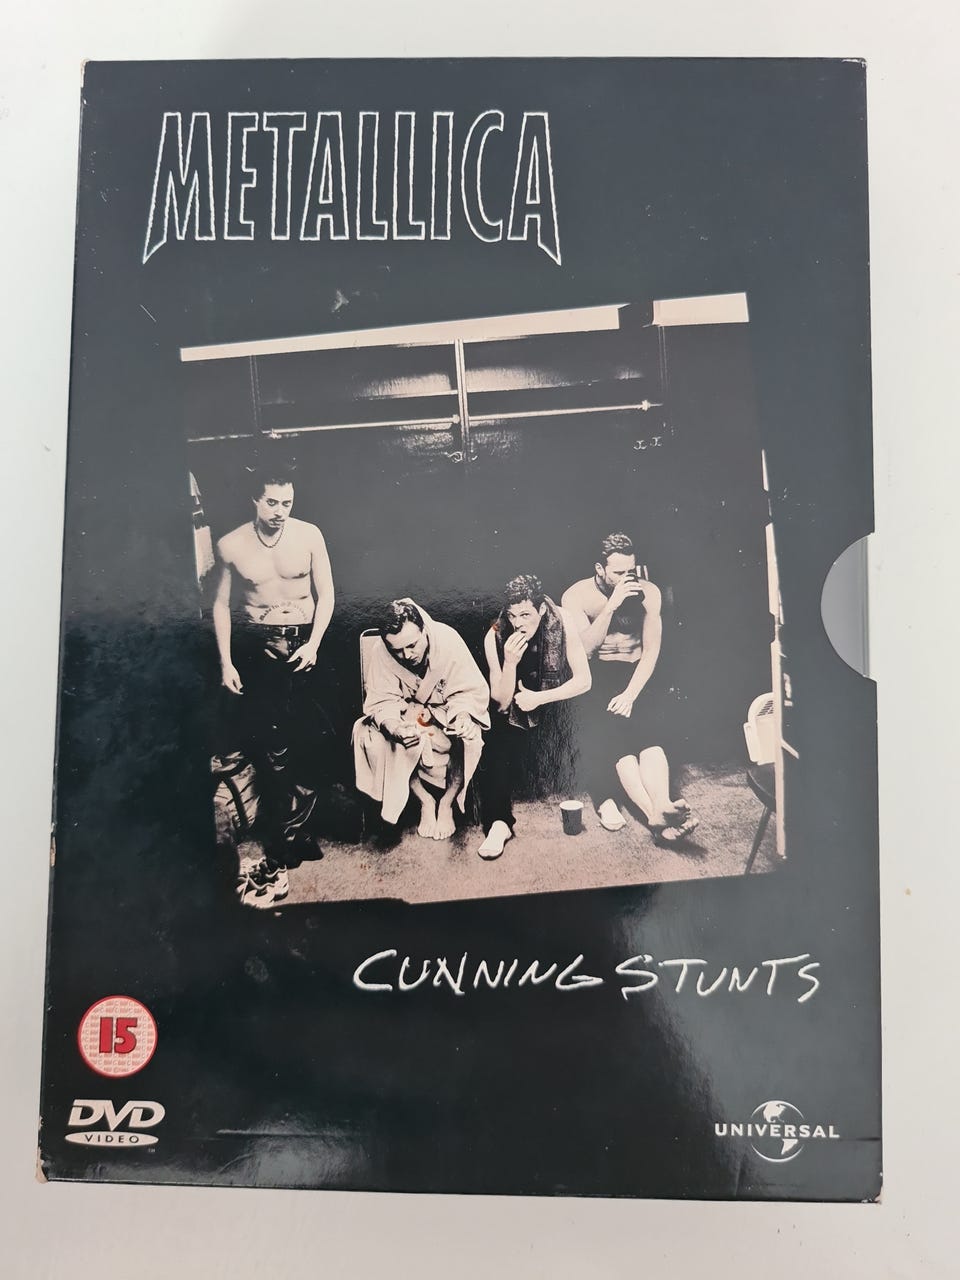 METALLICA
CUNNING STUNTS
15
DVD
VIDEO
UNIVERSAL